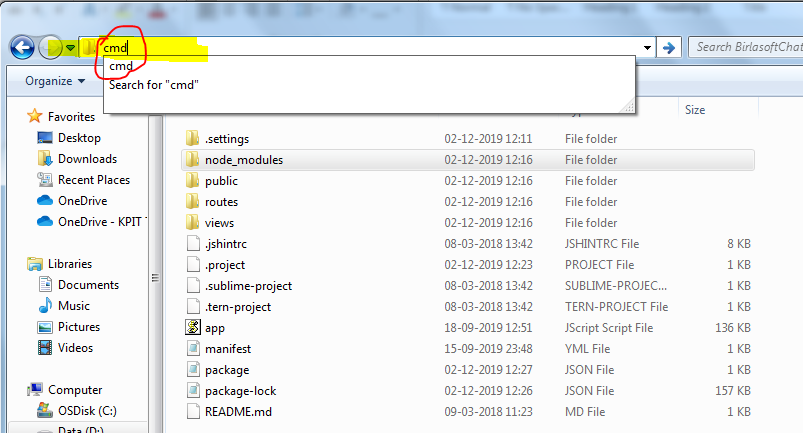 cmd
Search BirlasoftChat
cmd
Search for "cmd"
Organize
Size
Favorites
Desktop
Downloads
Recent Places
OneDrive
OneDrive - KPIT
Libraries
Documents
Music
Pictures
Videos
Computer
OSDisk (C:)
Data (D:)
.settings 02-12-2019 12:11 File folder
node_modules 02-12-2019 12:16 File folder
public 02-12-2019 12:16 File folder
routes 02-12-2019 12:16 File folder
views 02-12-2019 12:16 File folder
.jshintrc 08-03-2018 13:42 JSHINTRC File 8 KB
.project 02-12-2019 12:23 PROJECT File 1 KB
.sublime-project 08-03-2018 13:42 SUBLIME-PROJEC... 1 KB
.tern-project 08-03-2018 13:42 TERN-PROJECT File 1 KB
app 18-09-2019 12:51 JScript Script File 136 KB
manifest 15-09-2019 23:48 YML File 1 KB
package 02-12-2019 12:27 JSON File 1 KB
package-lock 02-12-2019 12:26 JSON File 157 KB
README.md 09-03-2018 11:23 MD File 1 KB